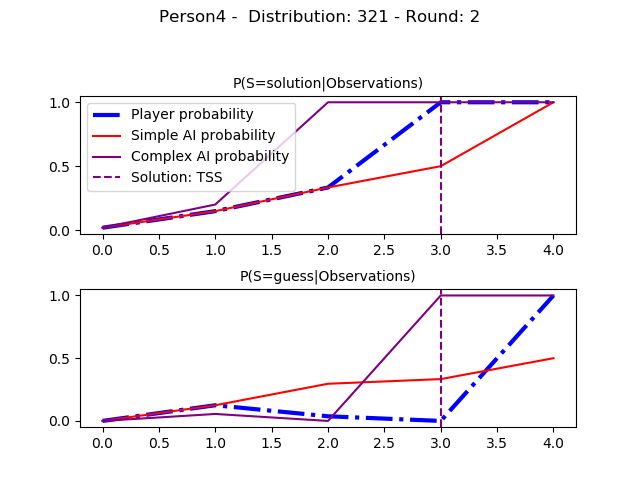 Person4 -  Distribution: 321 - Round: 2
P(S=solution|Observations)
1.0
0.5
0.0
Player probability
Simple AI probability
Complex AI probability
Solution: TSS
0.0 0.5 1.0 1.5 2.0 2.5 3.0 3.5 4.0
P(S=guess|Observations)
1.0
0.5
0.0
0.0 0.5 1.0 1.5 2.0 2.5 3.0 3.5 4.0